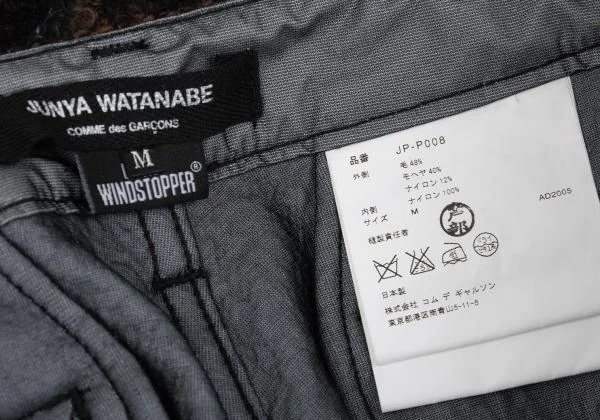 JUNYA WATANABE
COMME des GARÇONS
M
WINDSTOPPER®
品番 JP-P008
外側 毛 48%
モヘヤ 40%
ナイロン 12%
内側 ナイロン 100%
サイズ M AD2005
縫製責任者
日本製
株式会社 コム デ ギャルソン
東京都港区南青山5-11-5